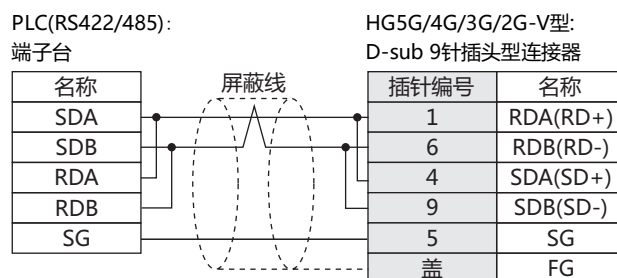 PLC(RS422/485): HG5G/4G/3G/2G-V型:
端子台 D-sub 9针插头型连接器
名称 屏蔽线 插针编号 名称
SDA 1 RDA(RD+)
SDB 6 RDB(RD-)
RDA 4 SDA(SD+)
RDB 9 SDB(SD-)
SG 5 SG
盖 FG